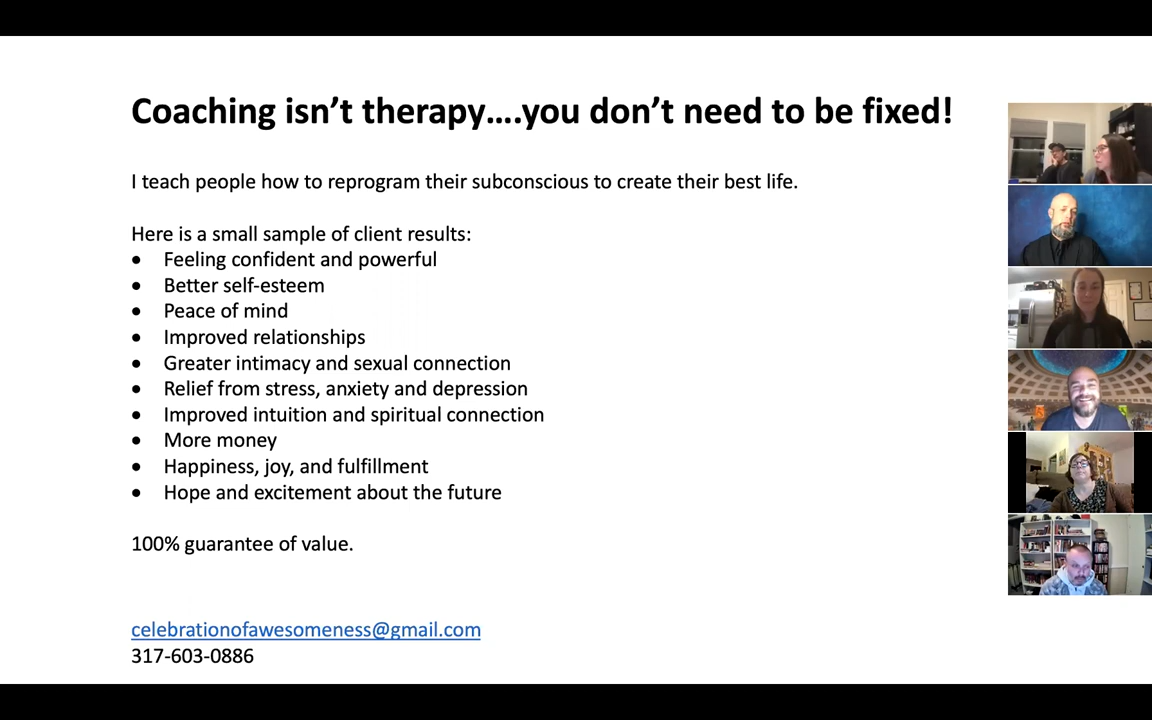 Coaching isn’t therapy….you don’t need to be fixed!
I teach people how to reprogram their subconscious to create their best life.
Here is a small sample of client results:
• Feeling confident and powerful
• Better self-esteem
• Peace of mind
• Improved relationships
• Greater intimacy and sexual connection
• Relief from stress, anxiety and depression
• Improved intuition and spiritual connection
• More money
• Happiness, joy, and fulfillment
• Hope and excitement about the future
100% guarantee of value.
celebrationofawesomeness@gmail.com
317-603-0886